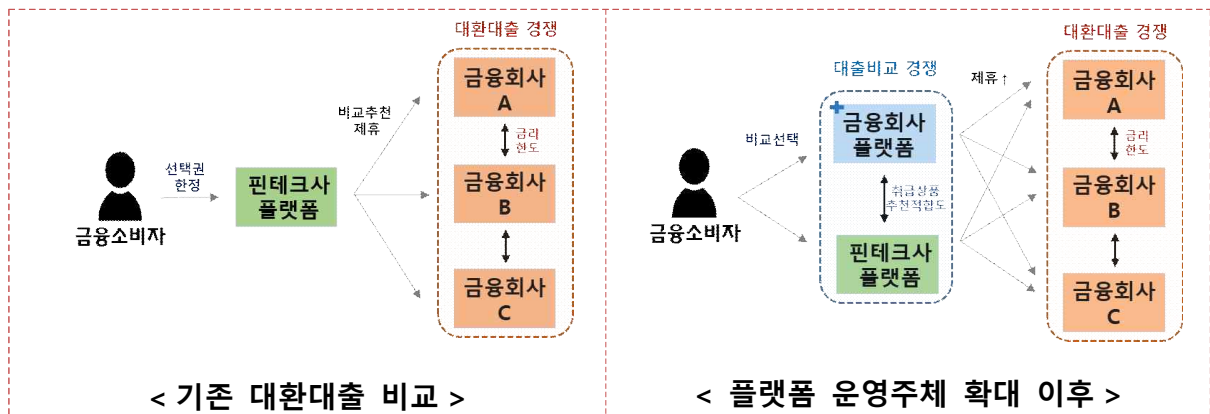 대환대출 경쟁
금융회사
A
비교추천
제휴
금리
한도
선택권
한정
핀테크사
플랫폼
금융회사
B
금융소비자
금융회사
C
< 기존 대환대출 비교 >
대환대출 경쟁
대출비교 경쟁
제휴 ↑
금융회사
A
금융회사
플랫폼
비교선택
금리
한도
취급상품
추천적합도
금융회사
B
금융소비자
핀테크사
플랫폼
금융회사
C
< 플랫폼 운영주체 확대 이후 >